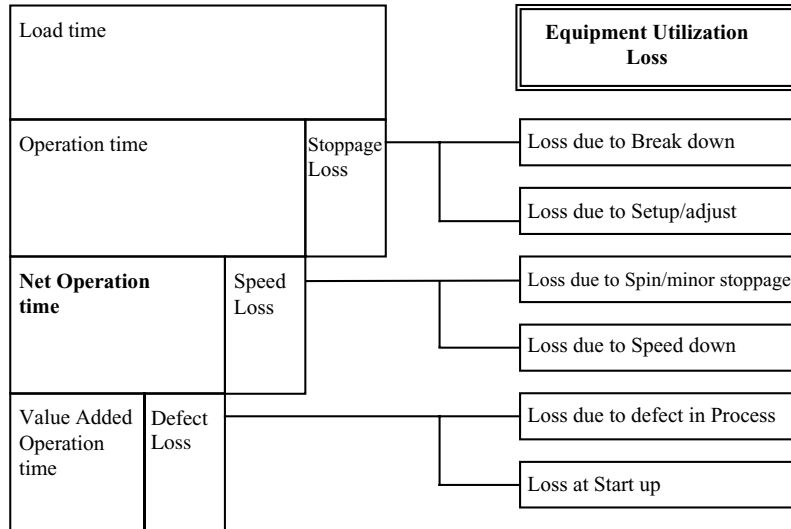 Load time
Equipment Utilization
Loss
Operation time
Stoppage
Loss
Loss due to Break down
Loss due to Setup/adjust
Net Operation
time
Speed
Loss
Loss due to Spin/minor stoppage
Loss due to Speed down
Value Added
Operation
time
Defect
Loss
Loss due to defect in Process
Loss at Start up